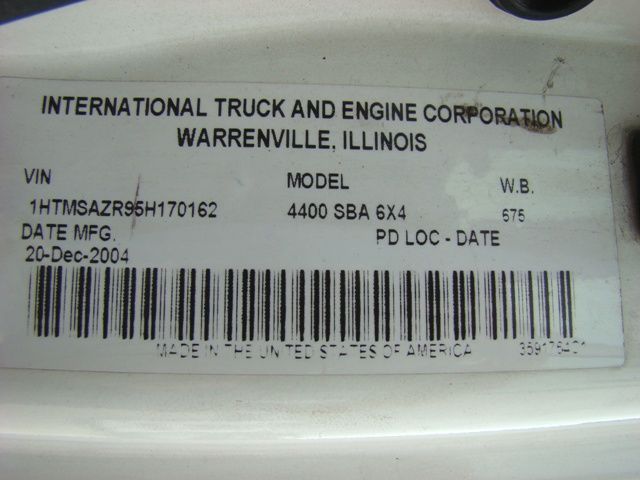 INTERNATIONAL TRUCK AND ENGINE CORPORATION
WARRENVILLE, ILLINOIS
VIN MODEL W.B.
1HTMSAZR95H170162 4400 SBA 6X4 675
DATE MFG. PD LOC - DATE
20-Dec-2004
MADE IN THE UNITED STATES OF AMERICA